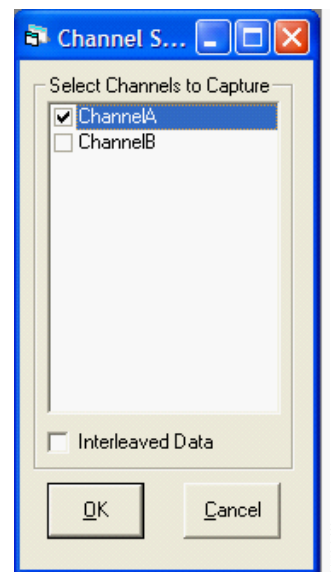 Channel S...
Select Channels to Capture
ChannelA
ChannelB
Interleaved Data
OK
Cancel